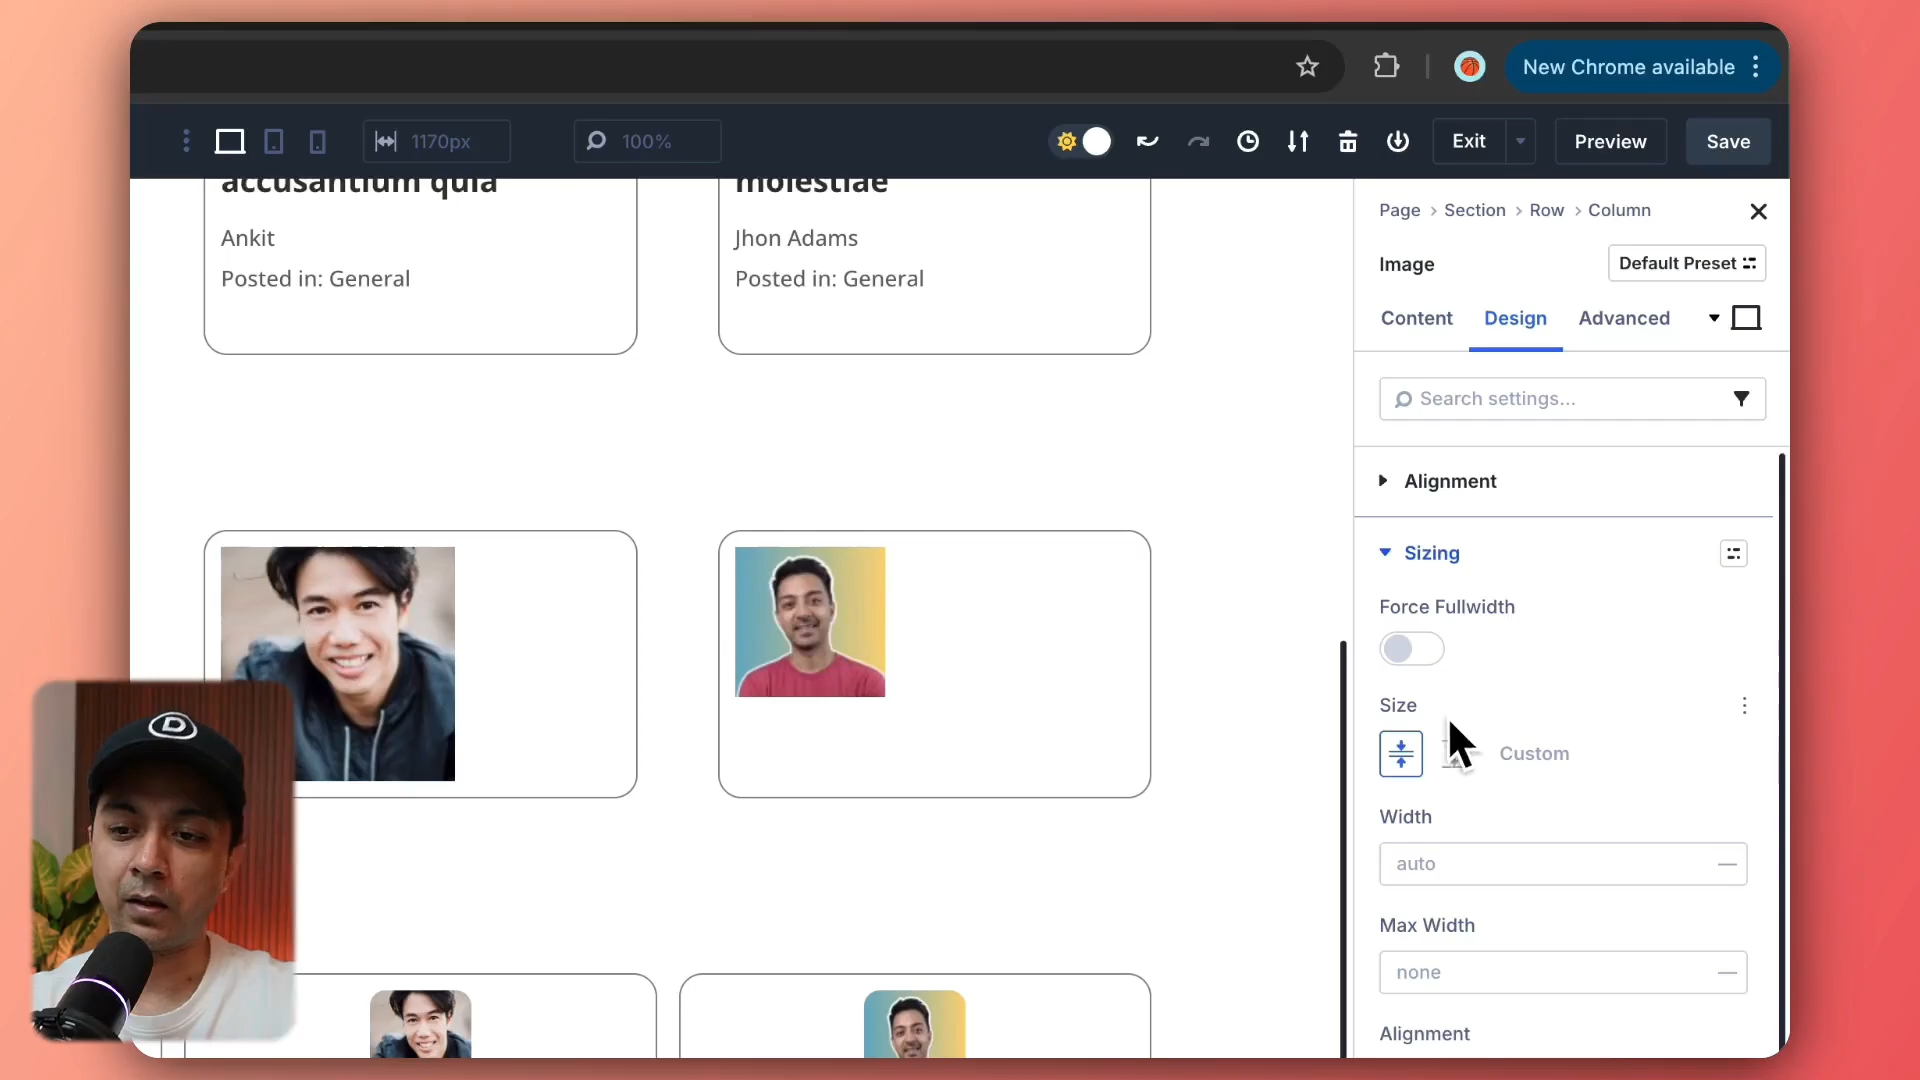 New Chrome available
1170px
100%
Exit
Preview
Save
accusantium quia
Ankit
Posted in: General
molestiae
Jhon Adams
Posted in: General
Page > Section > Row > Column
Image
Default Preset
Content
Design
Advanced
Search settings...
Alignment
Sizing
Force Fullwidth
Size
Custom
Width
auto
Max Width
none
Alignment
D